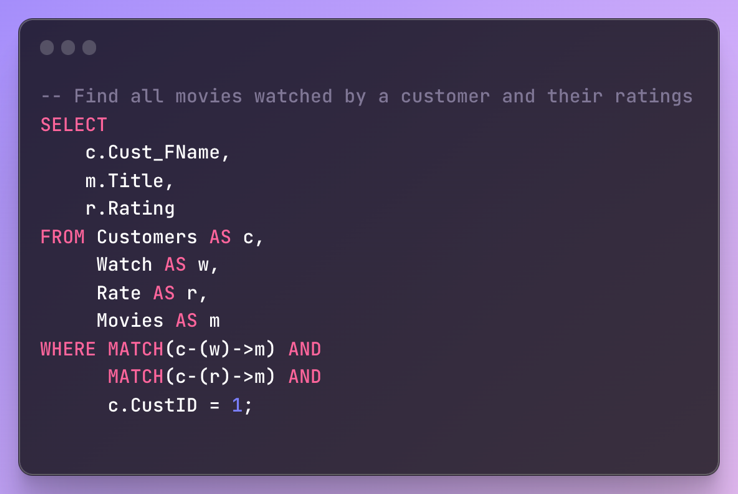 -- Find all movies watched by a customer and their ratings
SELECT
    c.Cust_FName,
    m.Title,
    r.Rating
FROM Customers AS c,
     Watch AS w,
     Rate AS r,
     Movies AS m
WHERE MATCH(c-(w)->m) AND
      MATCH(c-(r)->m) AND
      c.CustID = 1;